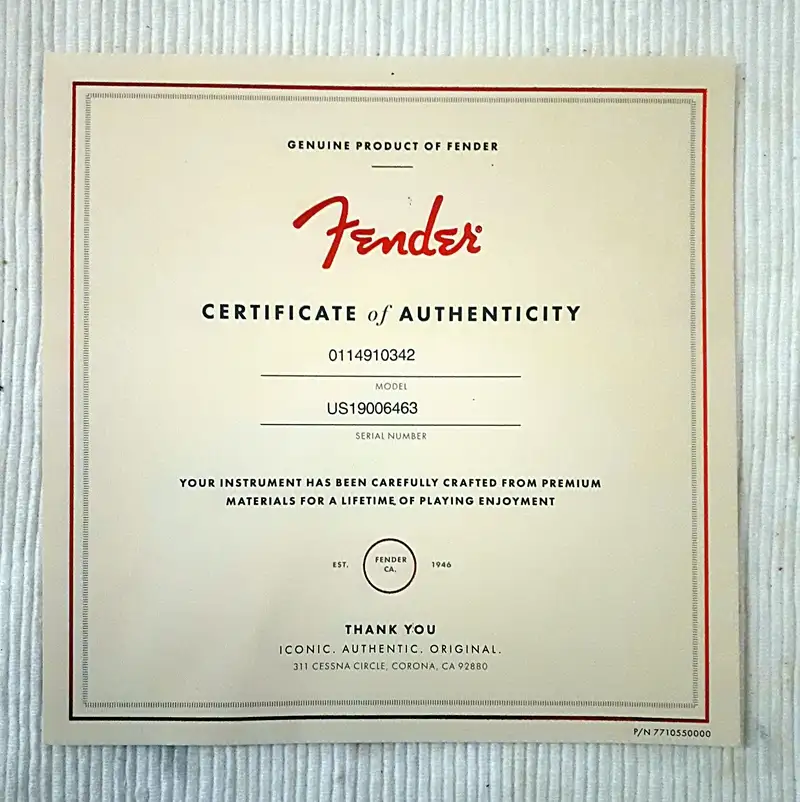 GENUINE PRODUCT OF FENDER
Fender®
CERTIFICATE of AUTHENTICITY
0114910342
MODEL
US19006463
SERIAL NUMBER
YOUR INSTRUMENT HAS BEEN CAREFULLY CRAFTED FROM PREMIUM
MATERIALS FOR A LIFETIME OF PLAYING ENJOYMENT
EST. FENDER CA. 1946
THANK YOU
ICONIC. AUTHENTIC. ORIGINAL.
311 CESSNA CIRCLE, CORONA, CA 92880
P/N 7710550000